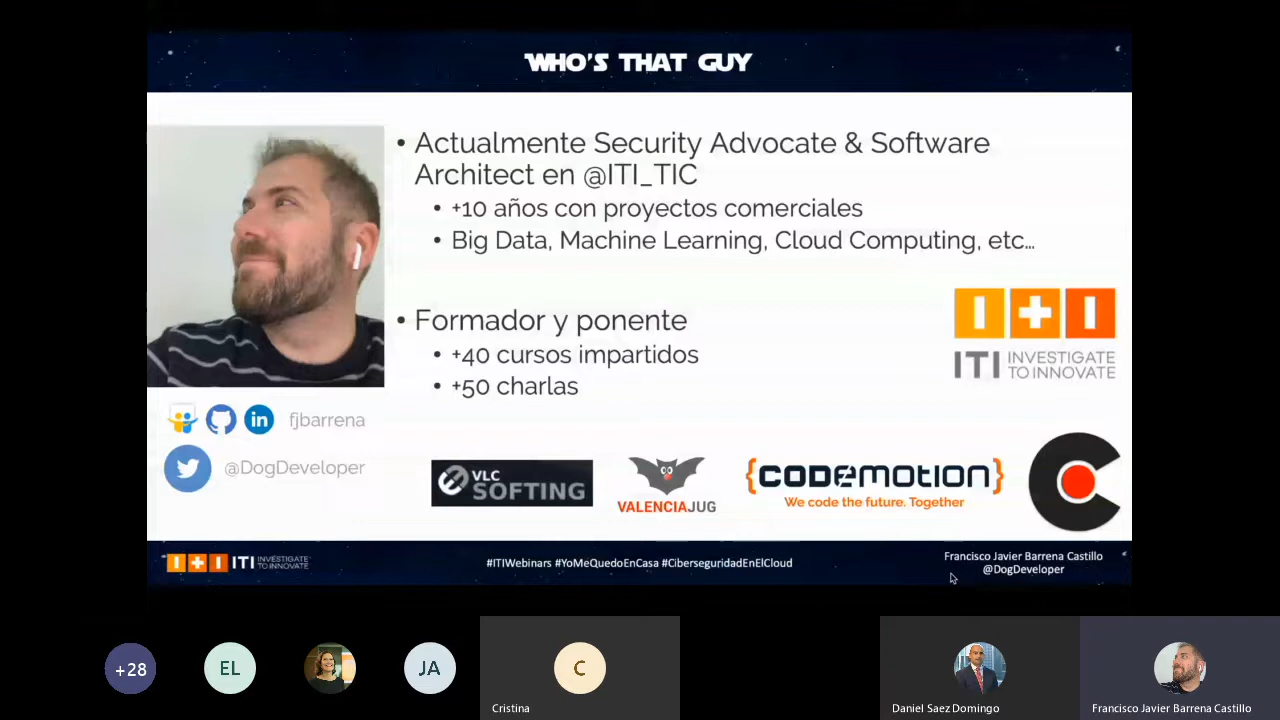 WHO'S THAT GUY
• Actualmente Security Advocate & Software
Architect en @ITI_TIC
• +10 años con proyectos comerciales
• Big Data, Machine Learning, Cloud Computing, etc…
• Formador y ponente
• +40 cursos impartidos
• +50 charlas
I+I
ITI INVESTIGATE
TO INNOVATE
in fjbarrena
@DogDeveloper
VLC
SOFTING
VALENCIAJUG
{CODEMOTION}
We code the future. Together
I+I ITI INVESTIGATE
TO INNOVATE
#ITIWebinars #YoMeQuedoEnCasa #CiberseguridadEnElCloud
Francisco Javier Barrena Castillo
@DogDeveloper
+28
EL
JA
C
Cristina
Daniel Saez Domingo
Francisco Javier Barrena Castillo